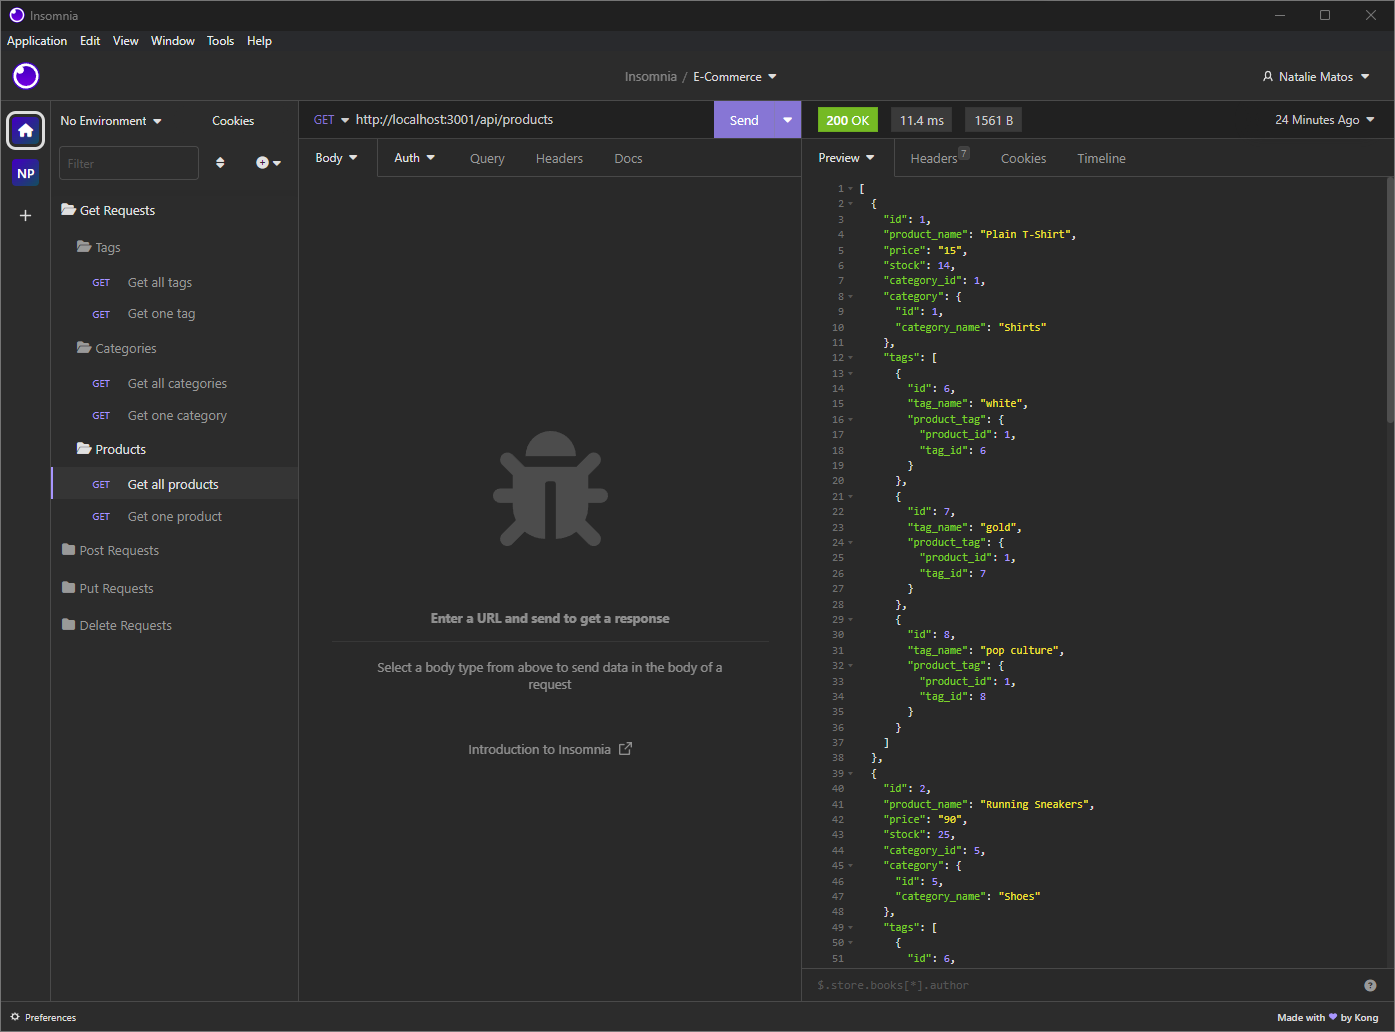 Insomnia
Application Edit View Window Tools Help
Insomnia / E-Commerce
Natalie Matos
No Environment
Cookies
Filter
NP
Get Requests
Tags
GET Get all tags
GET Get one tag
Categories
GET Get all categories
GET Get one category
Products
GET Get all products
GET Get one product
Post Requests
Put Requests
Delete Requests
GET http://localhost:3001/api/products
Send
Body Auth Query Headers Docs
Enter a URL and send to get a response
Select a body type from above to send data in the body of a
request
Introduction to Insomnia
200 OK 11.4 ms 1561 B
24 Minutes Ago
Preview Headers 7 Cookies Timeline
1 [
2 {
3 "id": 1,
4 "product_name": "Plain T-Shirt",
5 "price": "15",
6 "stock": 14,
7 "category_id": 1,
8 "category": {
9 "id": 1,
10 "category_name": "Shirts"
11 },
12 "tags": [
13 {
14 "id": 6,
15 "tag_name": "white",
16 "product_tag": {
17 "product_id": 1,
18 "tag_id": 6
19 }
20 },
21 {
22 "id": 7,
23 "tag_name": "gold",
24 "product_tag": {
25 "product_id": 1,
26 "tag_id": 7
27 }
28 },
29 {
30 "id": 8,
31 "tag_name": "pop culture",
32 "product_tag": {
33 "product_id": 1,
34 "tag_id": 8
35 }
36 }
37 ]
38 },
39 {
40 "id": 2,
41 "product_name": "Running Sneakers",
42 "price": "90",
43 "stock": 25,
44 "category_id": 5,
45 "category": {
46 "id": 5,
47 "category_name": "Shoes"
48 },
49 "tags": [
50 {
51 "id": 6,
$.store.books[*].author
?
Preferences
Made with ❤ by Kong